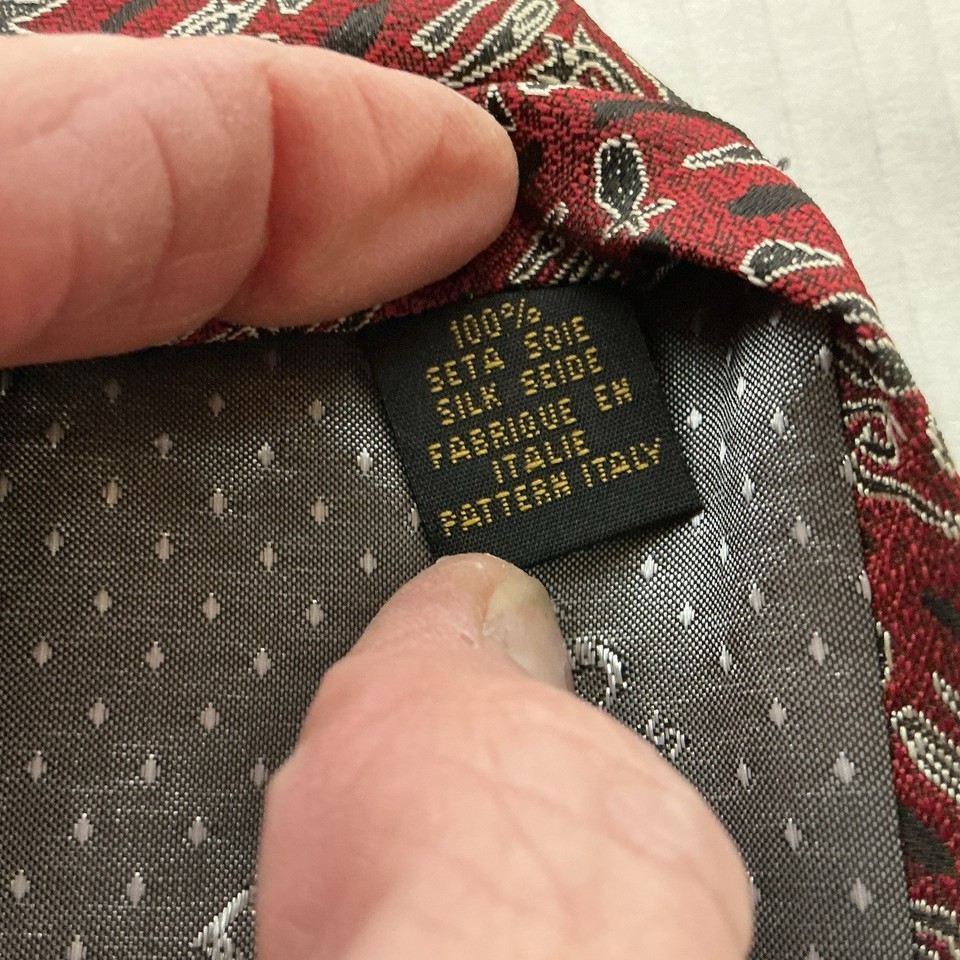 100%
SETA SOIE
SILK SEIDE
FABRIQUE EN
ITALIE
PATTERN ITALY